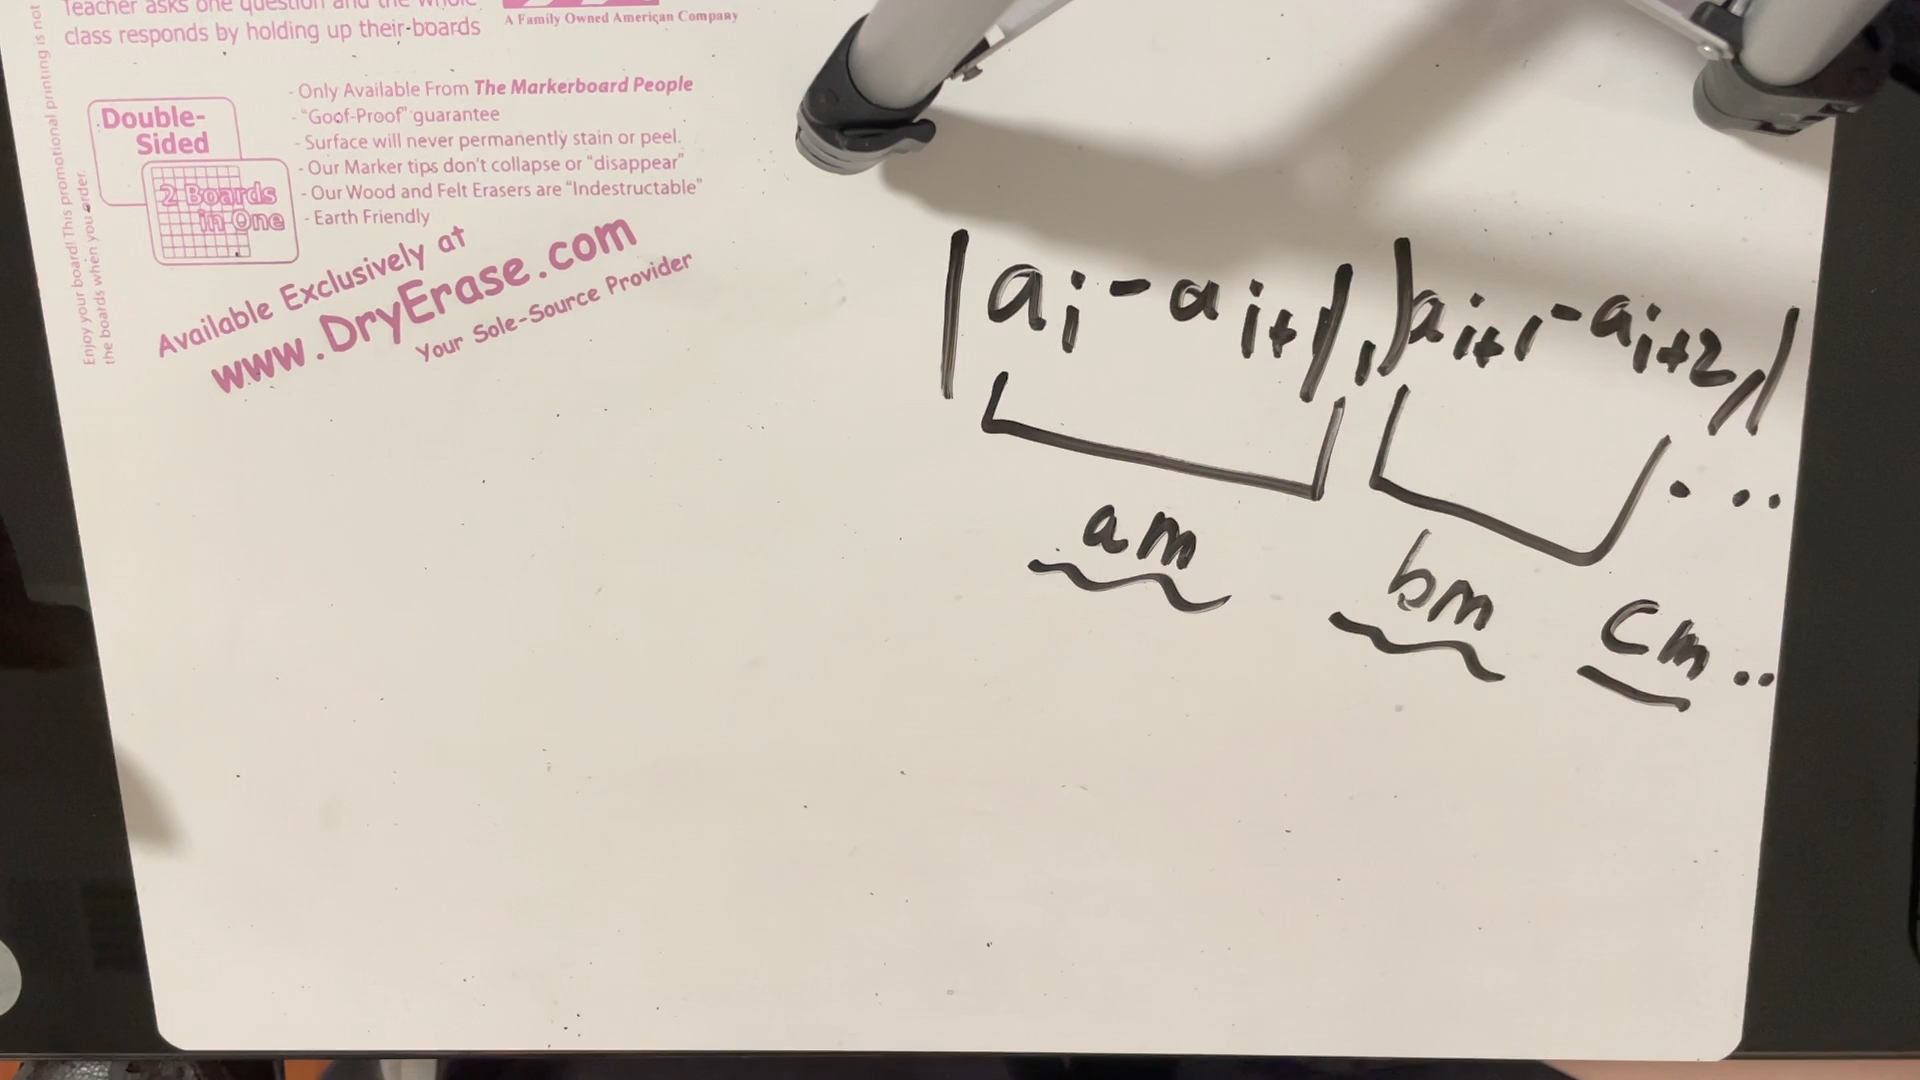 Teacher asks one question and the whole
class responds by holding up their boards
A Family Owned American Company
Enjoy your board! This promotional printing is not
the boards when you order.
Double-
Sided
2 Boards
in One
- Only Available From The Markerboard People
- "Goof-Proof" guarantee
- Surface will never permanently stain or peel.
- Our Marker tips don't collapse or "disappear"
- Our Wood and Felt Erasers are "Indestructable"
- Earth Friendly
Available Exclusively at
www.DryErase.com
Your Sole-Source Provider
|a_i - a_{i+1}|, |a_{i+1} - a_{i+2}|, ...
am bm cm ..